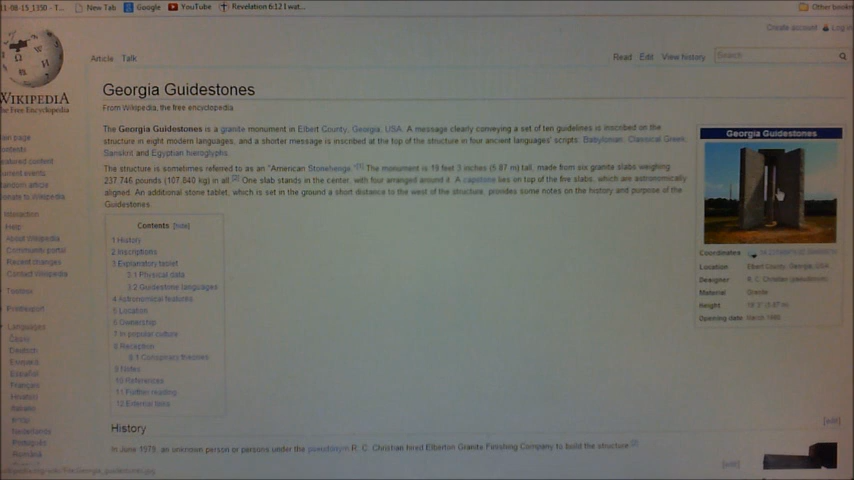 New Tab Google YouTube Revelation 6:12 I wat...
Other bookm
Create account Log in
Article Talk Read Edit View history Search
WIKIPEDIA
The Free Encyclopedia
Georgia Guidestones
From Wikipedia, the free encyclopedia
The Georgia Guidestones is a granite monument in Elbert County, Georgia, USA. A message clearly conveying a set of ten guidelines is inscribed on the
structure in eight modern languages, and a shorter message is inscribed at the top of the structure in four ancient languages' scripts: Babylonian, Classical Greek,
Sanskrit and Egyptian hieroglyphs.
The structure is sometimes referred to as an "American Stonehenge."[1] The monument is 19 feet 3 inches (5.87 m) tall, made from six granite slabs weighing
237,746 pounds (107,840 kg) in all.[2] One slab stands in the center, with four arranged around it. A capstone lies on top of the five slabs, which are astronomically
aligned. An additional stone tablet, which is set in the ground a short distance to the west of the structure, provides some notes on the history and purpose of the
Guidestones.
Georgia Guidestones
Coordinates
Location Elbert County, Georgia, USA
Designer R. C. Christian (pseudonym)
Material Granite
Height 19' 3" (5.87 m)
Opening date March 1980
Contents [hide]
1 History
2 Inscriptions
3 Explanatory tablet
3.1 Physical data
3.2 Guidestone languages
4 Astronomical features
5 Location
6 Ownership
7 In popular culture
8 Reception
8.1 Conspiracy theories
9 Notes
10 References
11 Further reading
12 External links
ain page
ontents
eatured content
urrent events
andom article
onate to Wikipedia
Interaction
Help
About Wikipedia
Community portal
Recent changes
Contact Wikipedia
Toolbox
Print/export
Languages
Česky
Deutsch
Español
Français
Hrvatski
Italiano
עברית
Nederlands
Português
Română
History [edit]
In June 1979, an unknown person or persons under the pseudonym R. C. Christian hired Elberton Granite Finishing Company to build the structure.[2]
[edit]